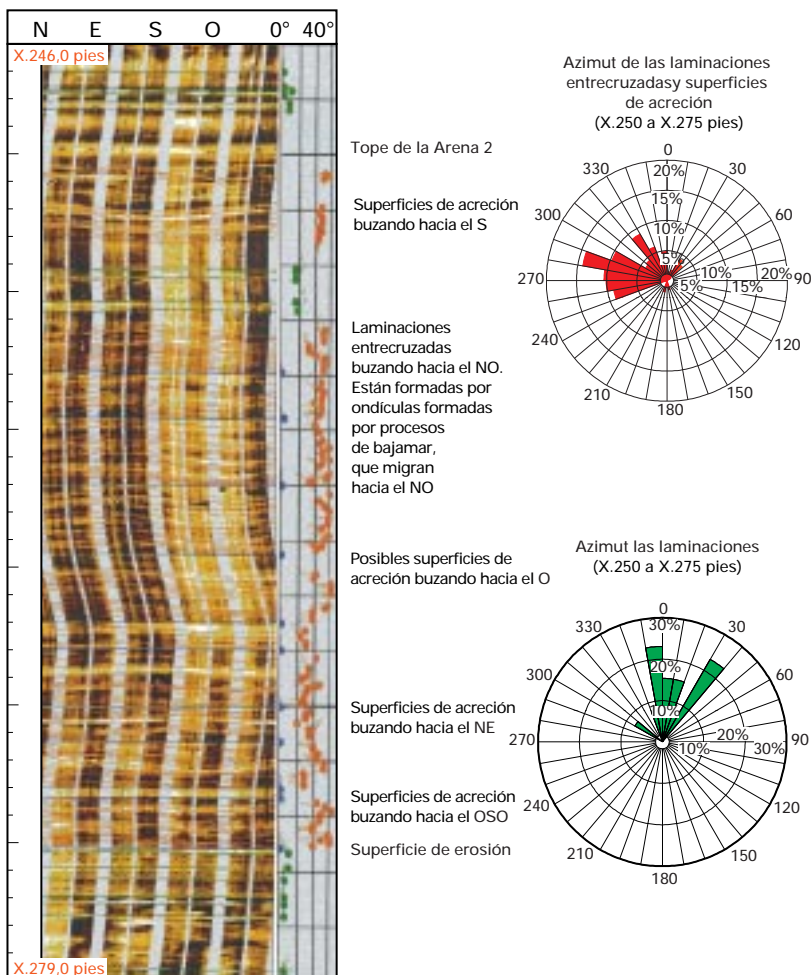 N E S O 0° 40°
X.246,0 pies
X.279,0 pies
Tope de la Arena 2
Superficies de acreción
buzando hacia el S
Laminaciones
entrecruzadas
buzando hacia el NO.
Están formadas por
ondículas formadas
por procesos
de bajamar,
que migran
hacia el NO
Posibles superficies de
acreción buzando hacia el O
Superficies de acreción
buzando hacia el NE
Superficies de acreción
buzando hacia el OSO
Superficie de erosión
Azimut de las laminaciones
entrecruzadasy superficies
de acreción
(X.250 a X.275 pies)
0
330 30
20%
15%
300 60
10%
5%
270 5% 10% 15% 20% 90
240 120
210 150
180
Azimut las laminaciones
(X.250 a X.275 pies)
0
330 30% 30
300 20% 60
10%
270 10% 20% 30% 90
240 120
210 150
180